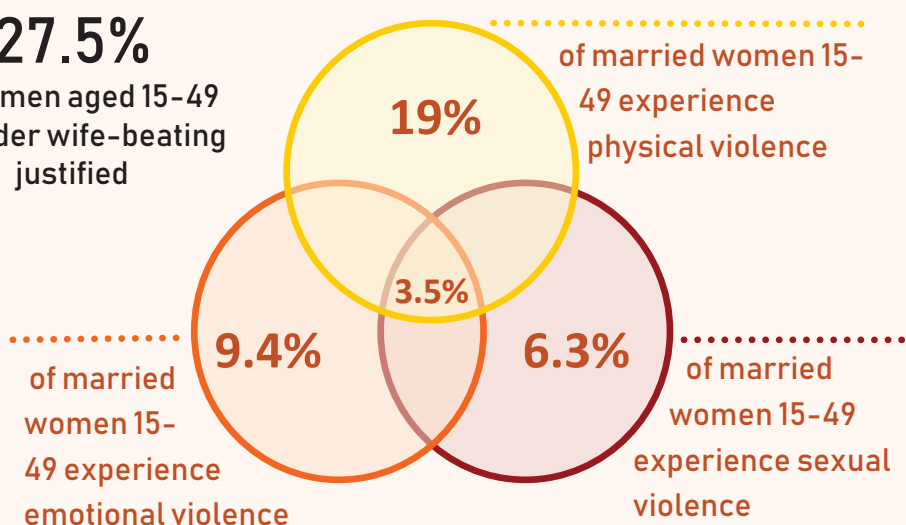 27.5%
men aged 15-49
der wife-beating
justified
19%
of married women 15-
49 experience
physical violence
3.5%
9.4%
6.3%
of married
women 15-
49 experience
emotional violence
of married
women 15-49
experience sexual
violence